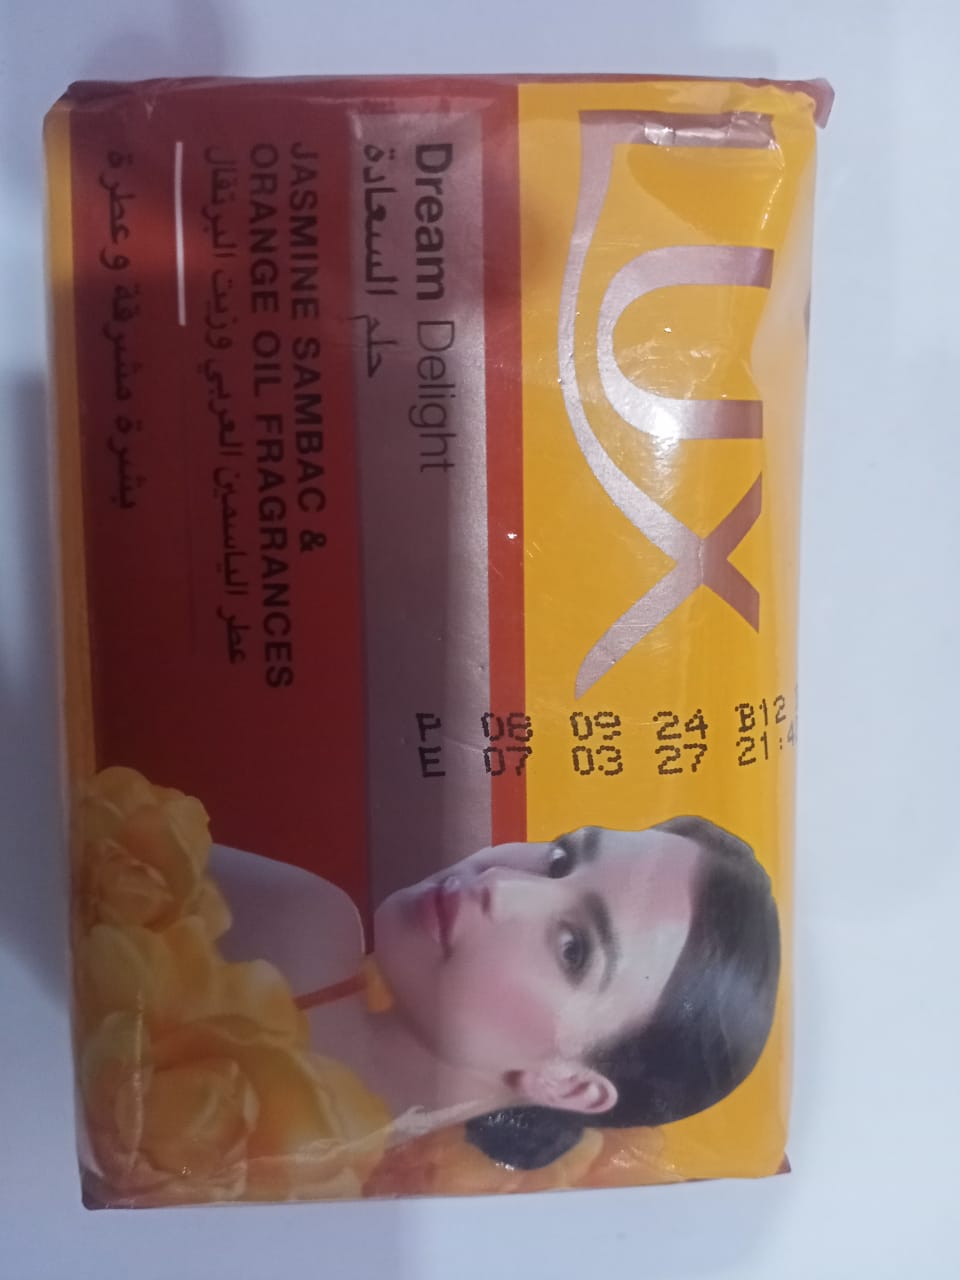 LUX
Dream Delight
حلم السعادة
JASMINE SAMBAC &
ORANGE OIL FRAGRANCES
عطر الياسمين العربي وزيت البرتقال
بشرة مشرقة وعطرة
08 09 24 B12
07 03 27 21:4